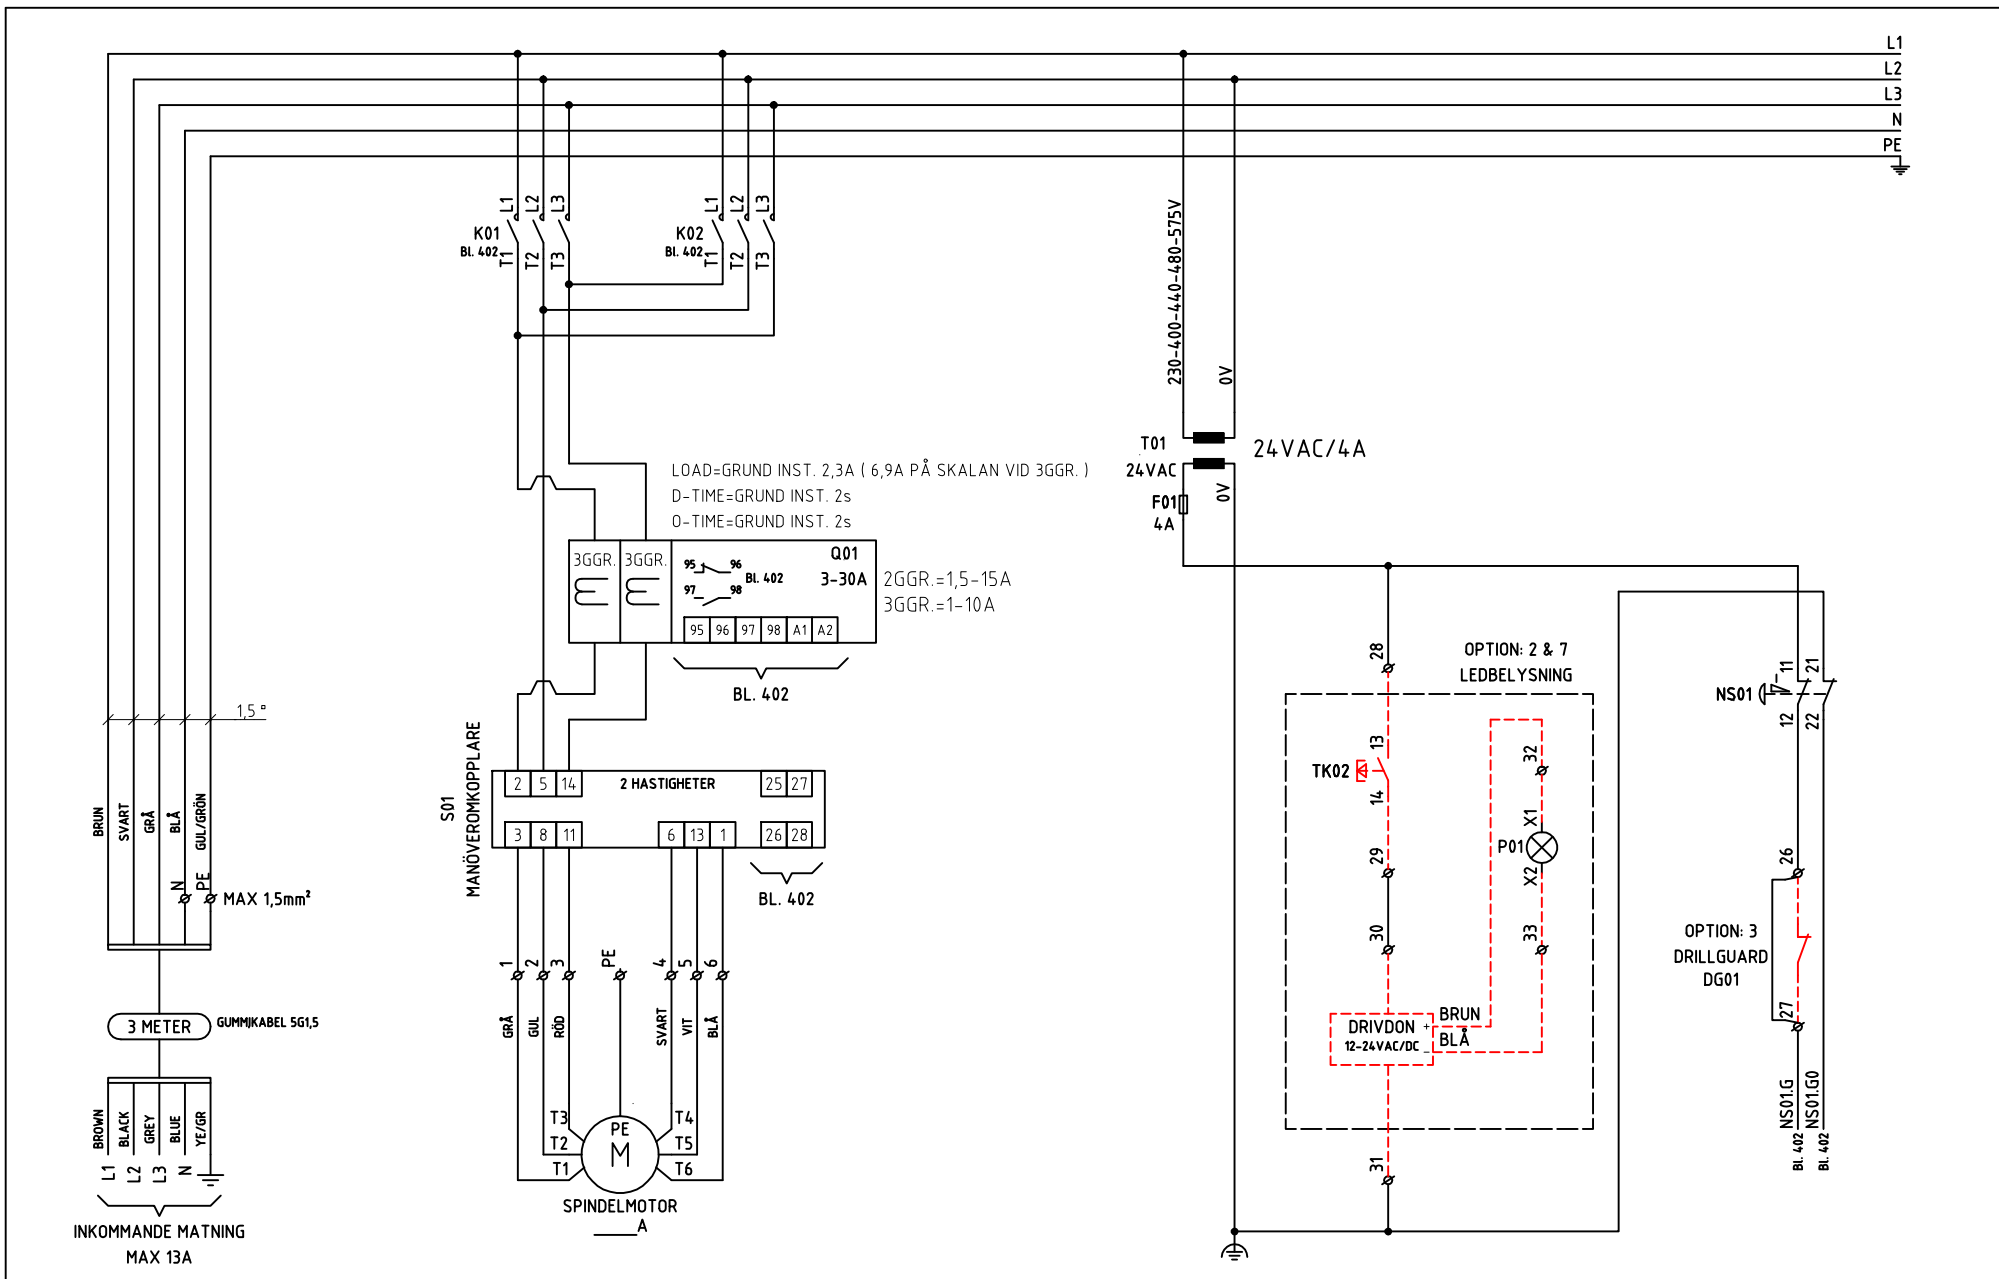 L1
L2
L3
N
PE
L1
L2
L3
K01
Bl. 402
T1
T2
T3
L1
L2
L3
K02
Bl. 402
T1
T2
T3
230-400-440-480-575V
0V
T01
24VAC
24VAC/4A
F01
4A
0V
LOAD=GRUND INST. 2,3A ( 6,9A PÅ SKALAN VID 3GGR. )
D-TIME=GRUND INST. 2s
O-TIME=GRUND INST. 2s
3GGR.
3GGR.
95
96
Bl. 402
97
98
Q01
3-30A
95 96 97 98 A1 A2
2GGR.=1,5-15A
3GGR.=1-10A
BL. 402
1,5
BRUN
SVART
GRÅ
BLÅ
GUL/GRÖN
N
PE
MAX 1,5mm²
3 METER
GUMMIKABEL 5G1,5
BROWN
BLACK
GREY
BLUE
YE/GR
L1
L2
L3
N
INKOMMANDE MATNING
MAX 13A
S01
MANÖVEROMKOPPLARE
2 5 14
2 HASTIGHETER
25 27
3 8 11
6 13 1
26 28
BL. 402
1
2
3
PE
4
5
6
GRÅ
GUL
RÖD
SVART
VIT
BLÅ
T3
T2
T1
PE
M
T4
T5
T6
SPINDELMOTOR
A
28
OPTION: 2 & 7
LEDBELYSNING
13
TK02
14
29
30
32
X1
P01
X2
33
DRIVDON
12-24VAC/DC
+
-
BRUN
BLÅ
31
11
21
NS01
12
22
26
OPTION: 3
DRILLGUARD
DG01
27
NS01.G
NS01.G0
Bl. 402
Bl. 402